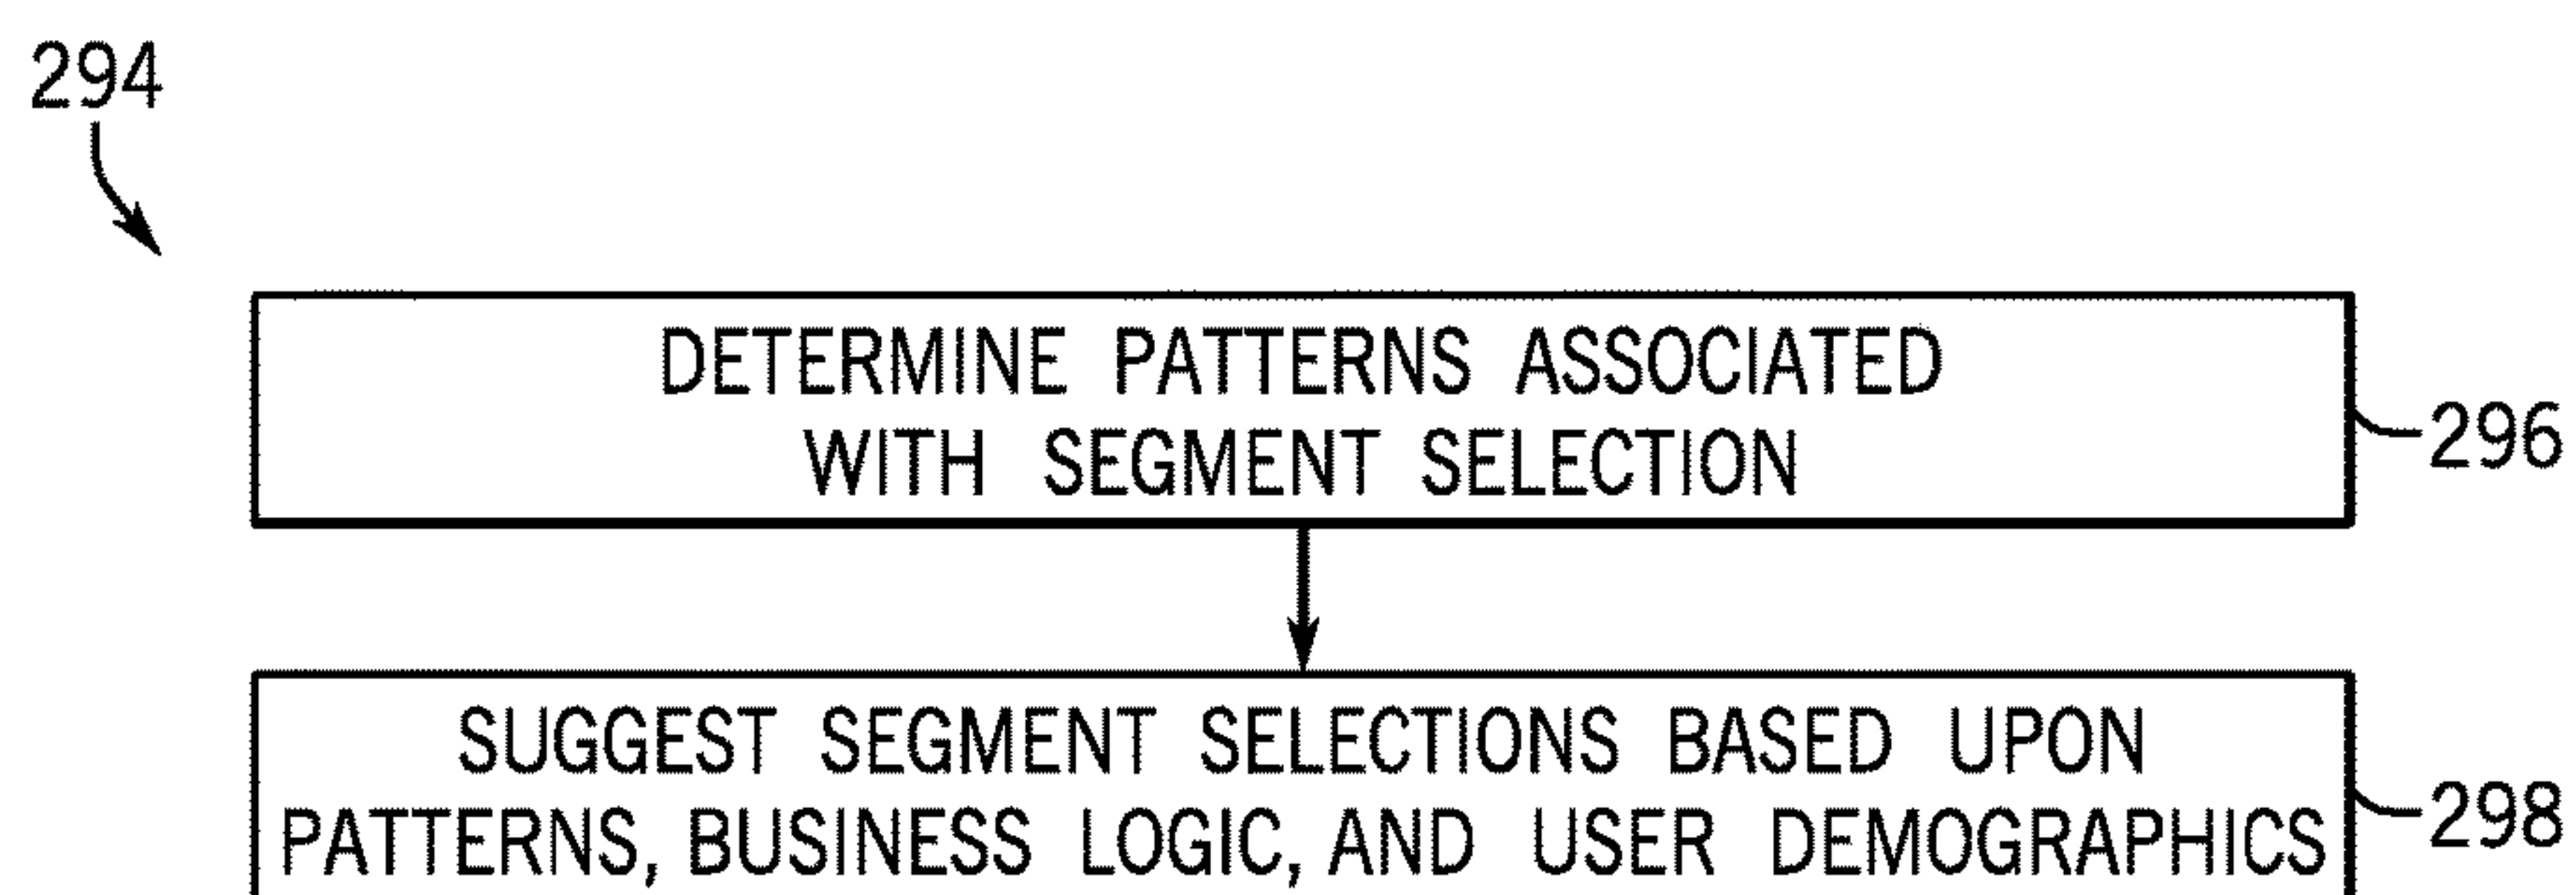 294
DETERMINE PATTERNS ASSOCIATED
WITH SEGMENT SELECTION
296
SUGGEST SEGMENT SELECTIONS BASED UPON
PATTERNS, BUSINESS LOGIC, AND USER DEMOGRAPHICS
298